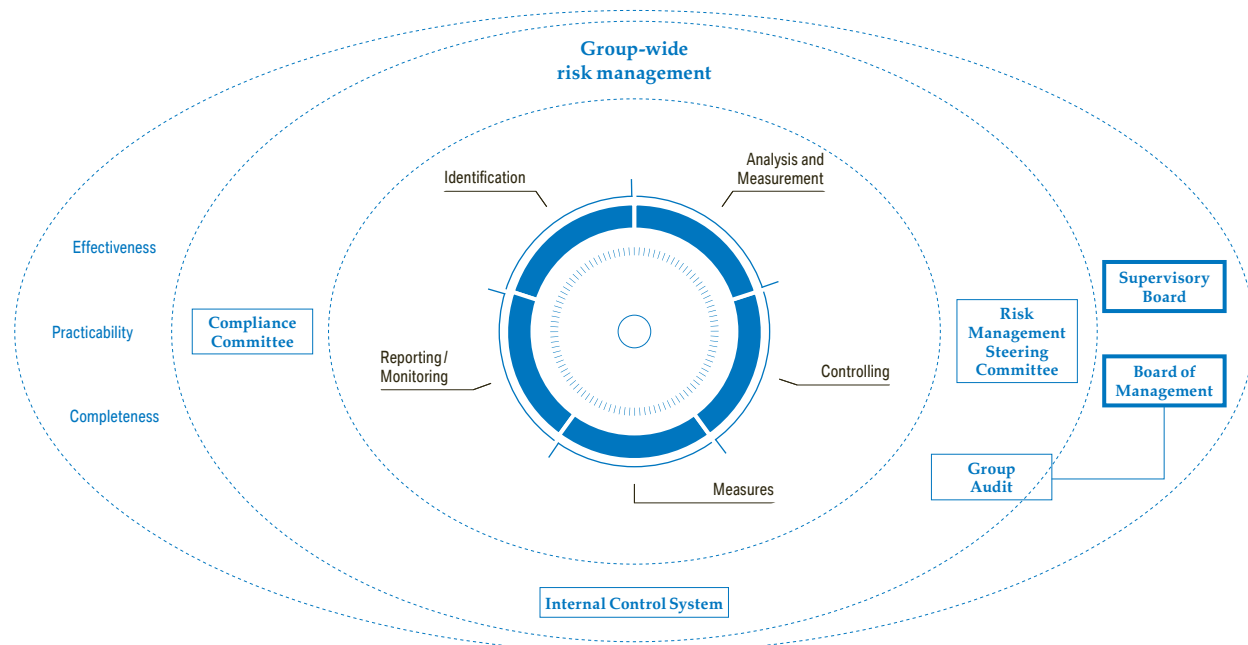 Group-wide
risk management
Identification
Analysis and
Measurement
Effectiveness
Practicability
Completeness
Compliance
Committee
Reporting /
Monitoring
Controlling
Measures
Risk
Management
Steering
Committee
Supervisory
Board
Board of
Management
Group
Audit
Internal Control System